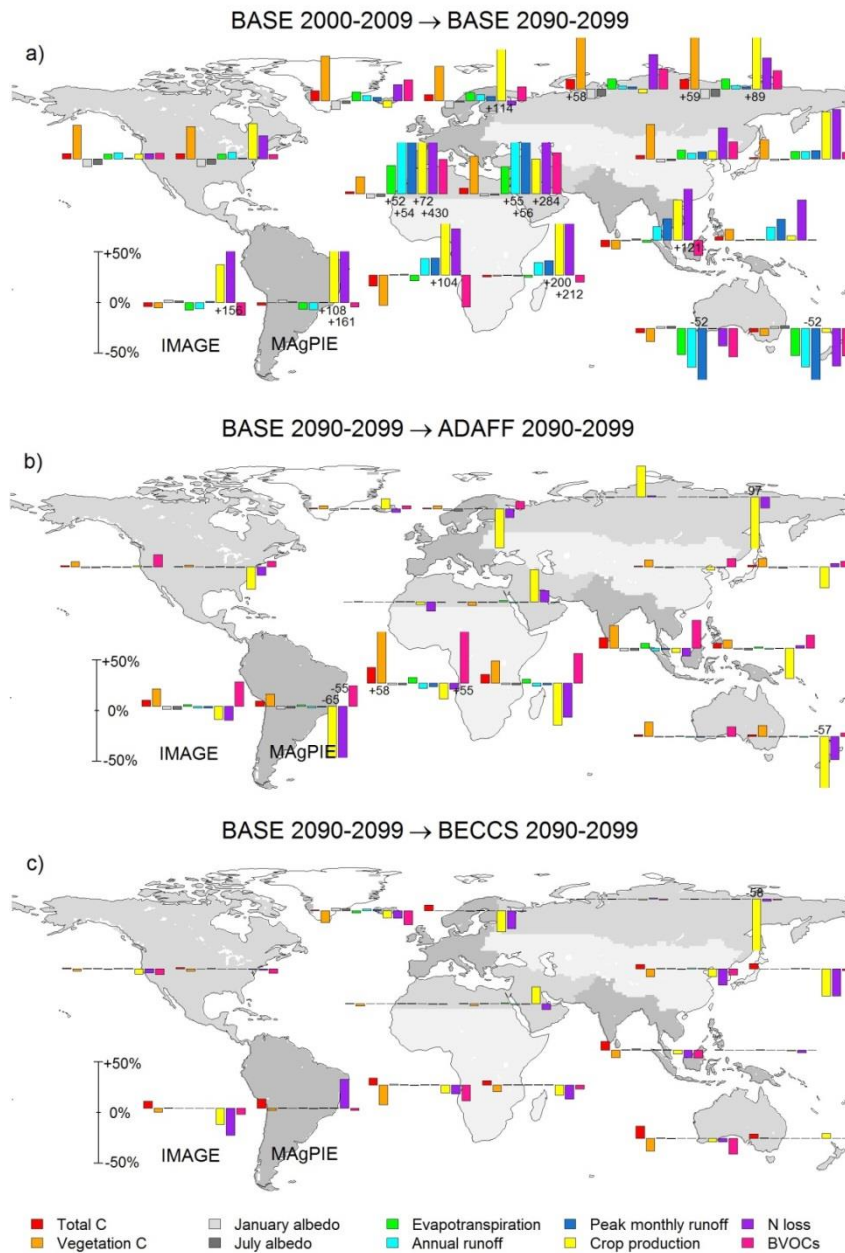 BASE 2000-2009 → BASE 2090-2099
a)
+58
+59
+89
+114
+52
+72
+54
+430
+55
+284
+56
+121
+50%
0%
-50%
+156
+108
+161
+104
+200
+212
-52
-52
IMAGE
MAgPIE
BASE 2090-2099 → ADAFF 2090-2099
b)
97
+50%
0%
-50%
-55
-65
+58
+55
-57
IMAGE
MAgPIE
BASE 2090-2099 → BECCS 2090-2099
c)
58
+50%
0%
-50%
IMAGE
MAgPIE
Total C
January albedo
Evapotranspiration
Peak monthly runoff
N loss
Vegetation C
July albedo
Annual runoff
Crop production
BVOCs